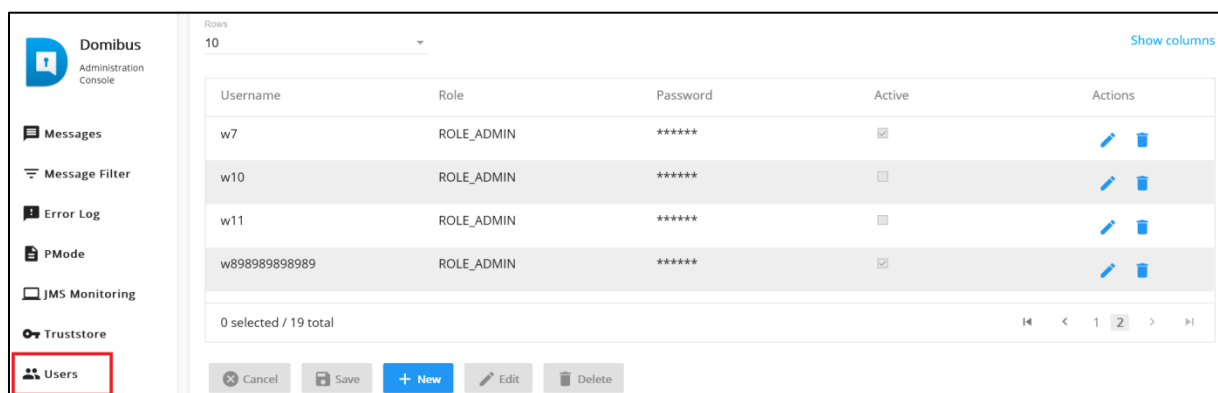 Domibus
Administration
Console
Messages
Message Filter
Error Log
PMode
JMS Monitoring
Truststore
Users
Rows
10
Show columns
Username Role Password Active Actions
w7 ROLE_ADMIN ******
w10 ROLE_ADMIN ******
w11 ROLE_ADMIN ******
w898989898989 ROLE_ADMIN ******
0 selected / 19 total 1 2
Cancel Save + New Edit Delete